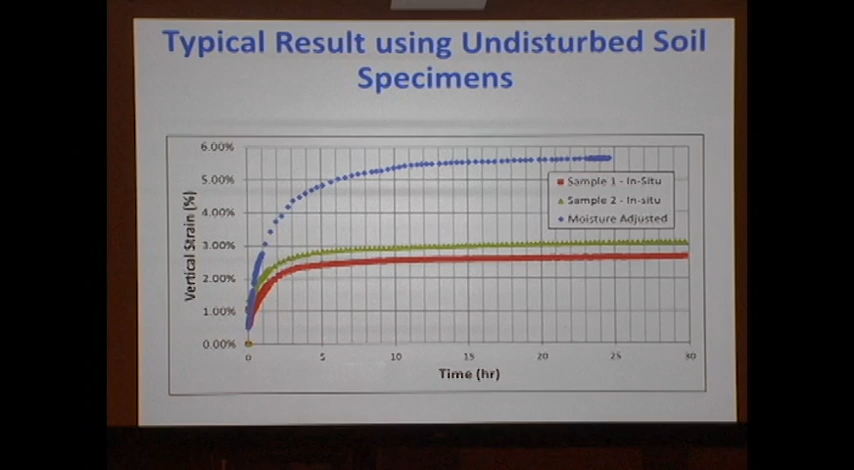 Typical Result using Undisturbed Soil
Specimens
6.00%
5.00%
4.00%
3.00%
2.00%
1.00%
0.00%
Vertical Strain (%)
Sample 1 - In-Situ
Sample 2 - In-situ
Moisture Adjusted
0 5 10 15 20 25 30
Time (hr)